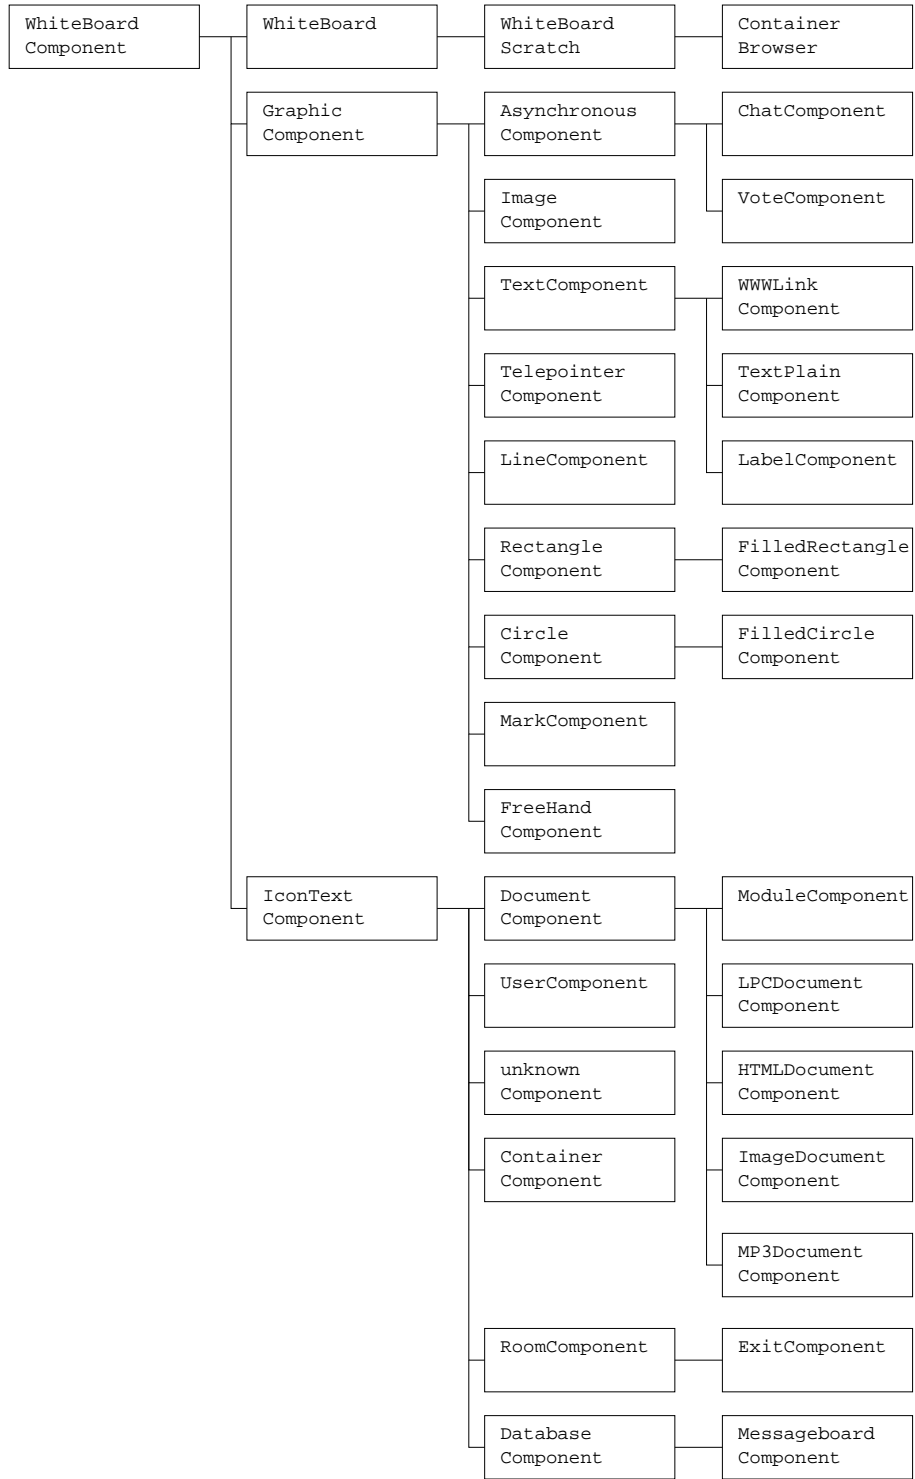 WhiteBoard
Component
WhiteBoard
WhiteBoard
Scratch
Container
Browser
Graphic
Component
Asynchronous
Component
ChatComponent
Image
Component
VoteComponent
TextComponent
WWWLink
Component
Telepointer
Component
TextPlain
Component
LineComponent
LabelComponent
Rectangle
Component
FilledRectangle
Component
Circle
Component
FilledCircle
Component
MarkComponent
FreeHand
Component
IconText
Component
Document
Component
ModuleComponent
UserComponent
LPCDocument
Component
unknown
Component
HTMLDocument
Component
Container
Component
ImageDocument
Component
MP3Document
Component
RoomComponent
ExitComponent
Database
Component
Messageboard
Component